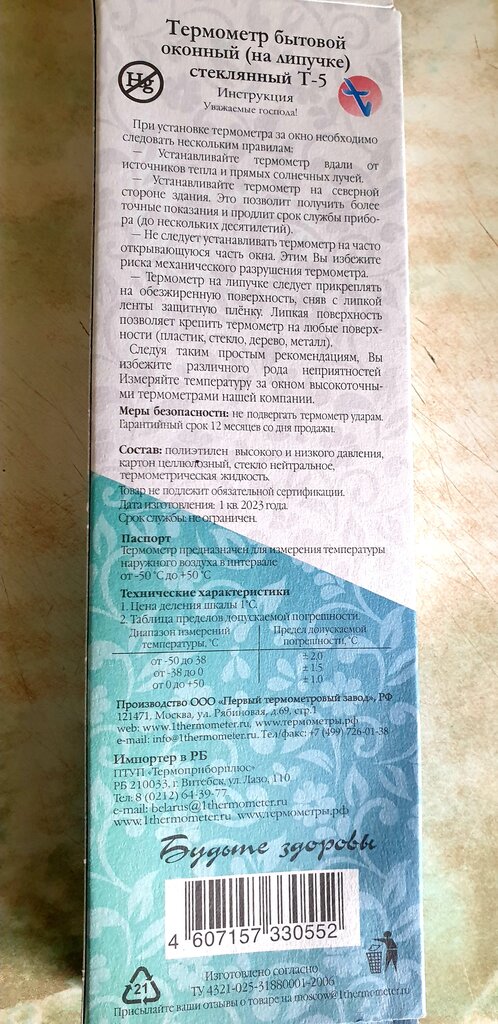 Термометр бытовой
оконный (на липучке)
стеклянный Т-5
Hg
Инструкция
Уважаемые господа!
При установке термометра за окно необходимо
следовать нескольким правилам:
— Устанавливайте термометр вдали от
источников тепла и прямых солнечных лучей.
— Устанавливайте термометр на северной
стороне здания. Это позволит получить более
точные показания и продлит срок службы прибо-
ра (до нескольких десятилетий).
— Не следует устанавливать термометр на часто
открывающуюся часть окна. Этим Вы избежите
риска механического разрушения термометра.
— Термометр на липучке следует прикреплять
на обезжиренную поверхность, сняв с липкой
ленты защитную плёнку. Липкая поверхность
позволяет крепить термометр на любые поверх-
ности (пластик, стекло, дерево, металл).
Следуя таким простым рекомендациям, Вы
избежите различного рода неприятностей
Измеряйте температуру за окном высокоточны-
ми термометрами нашей компании.
Меры безопасности: не подвергать термометр ударам.
Гарантийный срок 12 месяцев со дня продажи.
Состав: полиэтилен высокого и низкого давления,
картон целлюлозный, стекло нейтральное,
термометрическая жидкость.
Товар не подлежит обязательной сертификации.
Дата изготовления: 1 кв. 2023 года.
Срок службы: не ограничен.
Паспорт
Термометр предназначен для измерения температуры
наружного воздуха в интервале
от -50 °С до +50 °С
Технические характеристики
1. Цена деления шкалы 1°С.
2. Таблица пределов допускаемой погрешности.
Диапазон измерений температуры, °С Предел допускаемой погрешности, °С
от -50 до 38 ± 2.0
от -38 до 0 ± 1.5
от 0 до +50 ± 1.0
Производство ООО «Первый термометровый завод», РФ
121471, Москва, ул. Рябиновая, д.69, стр.1
web: www.1thermometer.ru, www.термометры.рф
e-mail: info@1thermometer.ru. Тел/факс: +7 (499) 726-01-38
Импортер в РБ
ПТУП «Термоприборплюс»
РБ 210033, г. Витебск, ул. Лазо, 110
Тел: 8 (0212) 64-39-77
e-mail: belarus@1thermometer.ru
www.1thermometer.ru www.термометры.рф
Будьте здоровы
4 607157 330552
21
Изготовлено согласно
ТУ 4321-025-31880001-2006
Присылайте ваши отзывы о товаре на moscow@1thermometer.ru